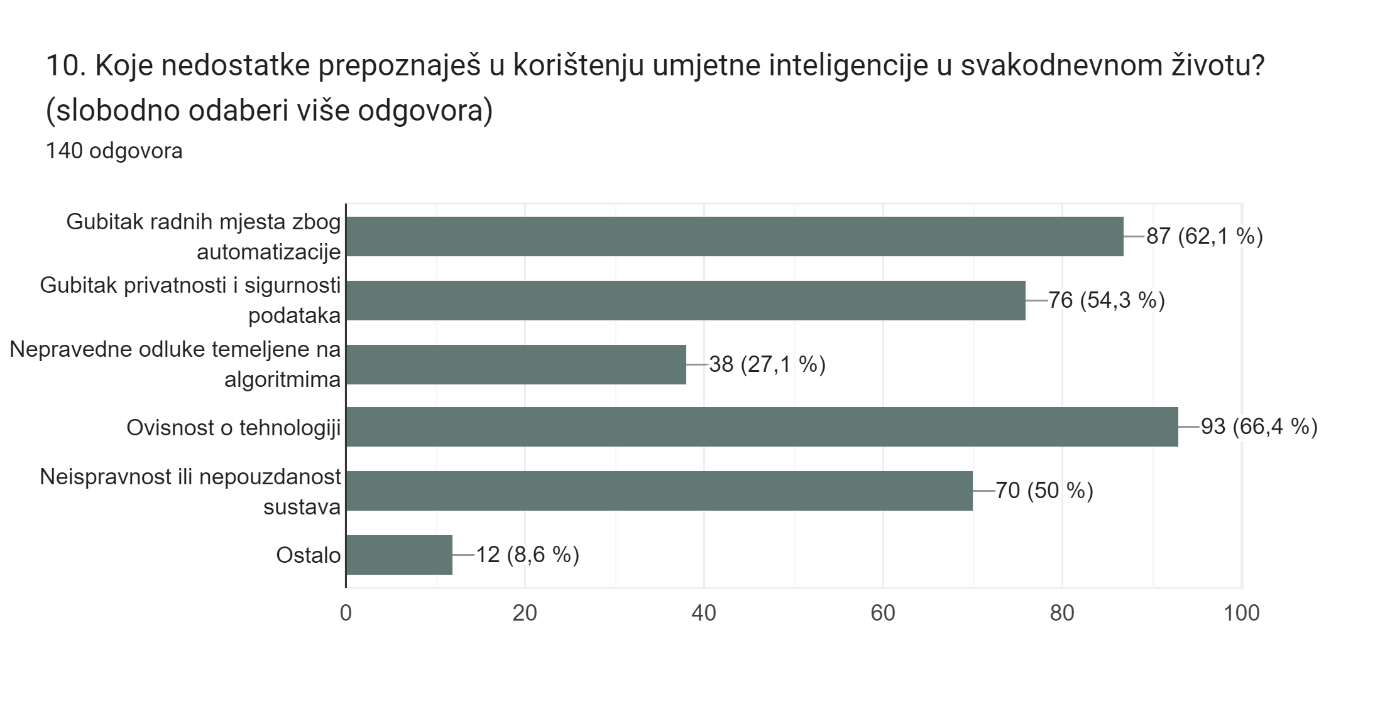 10. Koje nedostatke prepoznaješ u korištenju umjetne inteligencije u svakodnevnom životu?
(slobodno odaberi više odgovora)
140 odgovora
Gubitak radnih mjesta zbog
automatizacije
87 (62,1 %)
Gubitak privatnosti i sigurnosti
podataka
76 (54,3 %)
Nepravedne odluke temeljene na
algoritmima
38 (27,1 %)
Ovisnost o tehnologiji
93 (66,4 %)
Neispravnost ili nepouzdanost
sustava
70 (50 %)
Ostalo
12 (8,6 %)
0 20 40 60 80 100